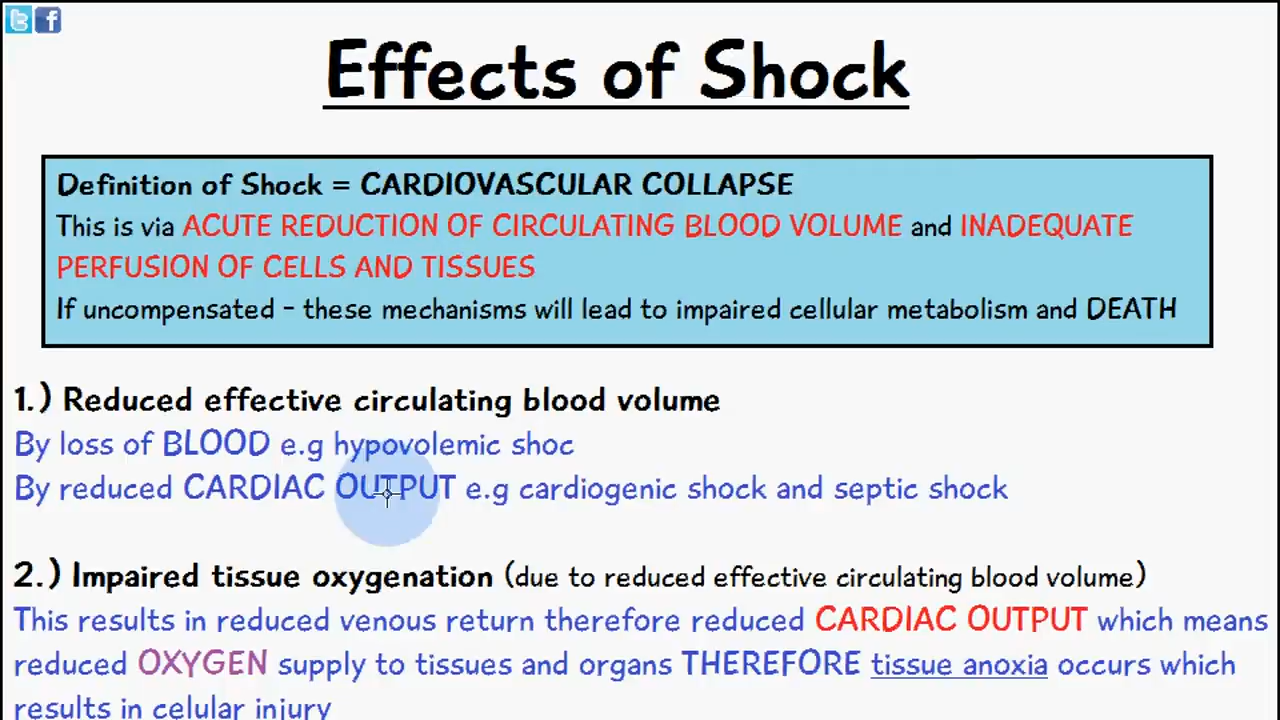 Effects of Shock
Definition of Shock = CARDIOVASCULAR COLLAPSE
This is via ACUTE REDUCTION OF CIRCULATING BLOOD VOLUME and INADEQUATE
PERFUSION OF CELLS AND TISSUES
If uncompensated - these mechanisms will lead to impaired cellular metabolism and DEATH
1.) Reduced effective circulating blood volume
By loss of BLOOD e.g hypovolemic shoc
By reduced CARDIAC OUTPUT e.g cardiogenic shock and septic shock
2.) Impaired tissue oxygenation (due to reduced effective circulating blood volume)
This results in reduced venous return therefore reduced CARDIAC OUTPUT which means
reduced OXYGEN supply to tissues and organs THEREFORE tissue anoxia occurs which
results in celular injury